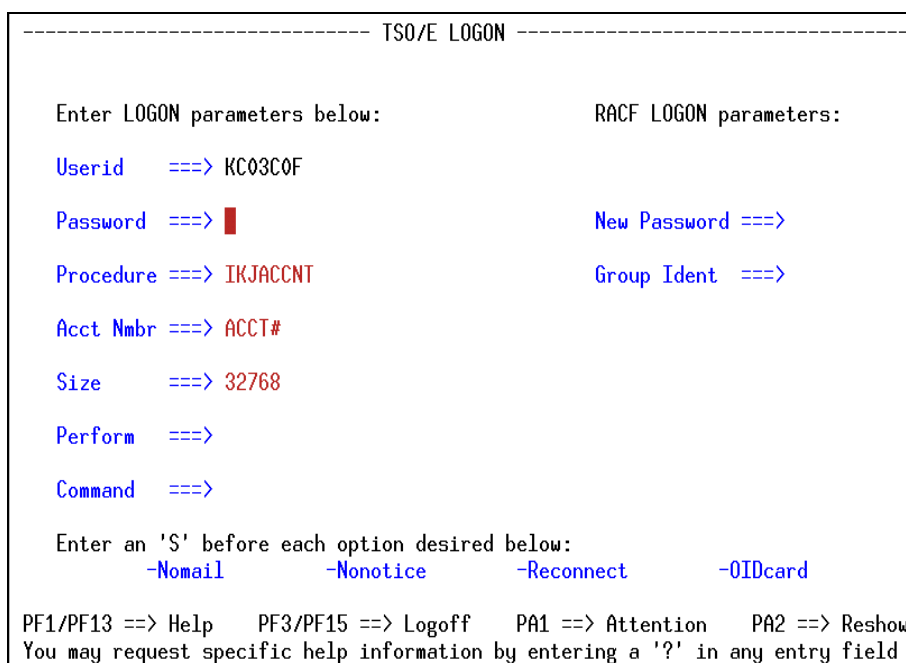 ------------------------------- TSO/E LOGON -----------------------------------
Enter LOGON parameters below: RACF LOGON parameters:
Userid ===> KC03C0F
Password ===> New Password ===>
Procedure ===> IKJACCNT Group Ident ===>
Acct Nmbr ===> ACCT#
Size ===> 32768
Perform ===>
Command ===>
Enter an 'S' before each option desired below:
-Nomail -Nonotice -Reconnect -OIDcard
PF1/PF13 ==> Help PF3/PF15 ==> Logoff PA1 ==> Attention PA2 ==> Reshow
You may request specific help information by entering a '?' in any entry field